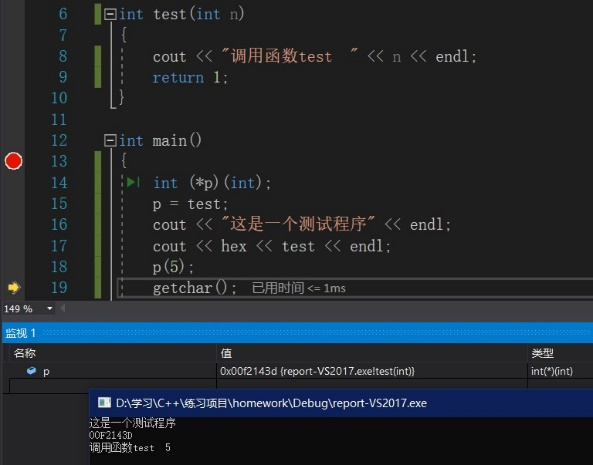 6 int test(int n)
7 {
8 cout << "调用函数test  " << n << endl;
9 return 1;
10 }
11
12 int main()
13 {
14 int (*p)(int);
15 p = test;
16 cout << "这是一个测试程序" << endl;
17 cout << hex << test << endl;
18 p(5);
19 getchar(); 已用时间 <= 1ms
149 %
监视 1
名称 值 类型
p 0x00f2143d {report-VS2017.exe!test(int)} int(*)(int)
D:\学习\C++\练习项目\homework\Debug\report-VS2017.exe
这是一个测试程序
00F2143D
调用函数test  5